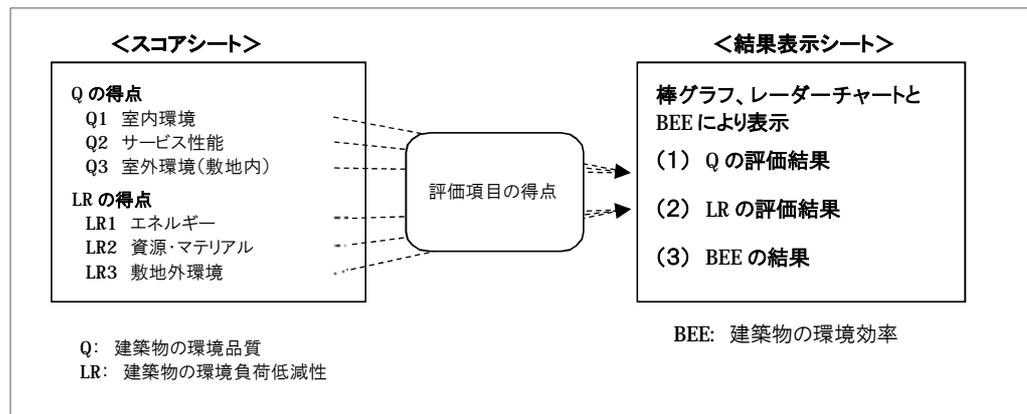 ＜スコアシート＞
Q の得点
Q1 室内環境
Q2 サービス性能
Q3 室外環境（敷地内）
LR の得点
LR1 エネルギー
LR2 資源・マテリアル
LR3 敷地外環境
Q: 建築物の環境品質
LR: 建築物の環境負荷低減性
評価項目の得点
＜結果表示シート＞
棒グラフ、レーダーチャートと
BEE により表示
（1） Q の評価結果
（2） LR の評価結果
（3） BEE の結果
BEE: 建築物の環境効率